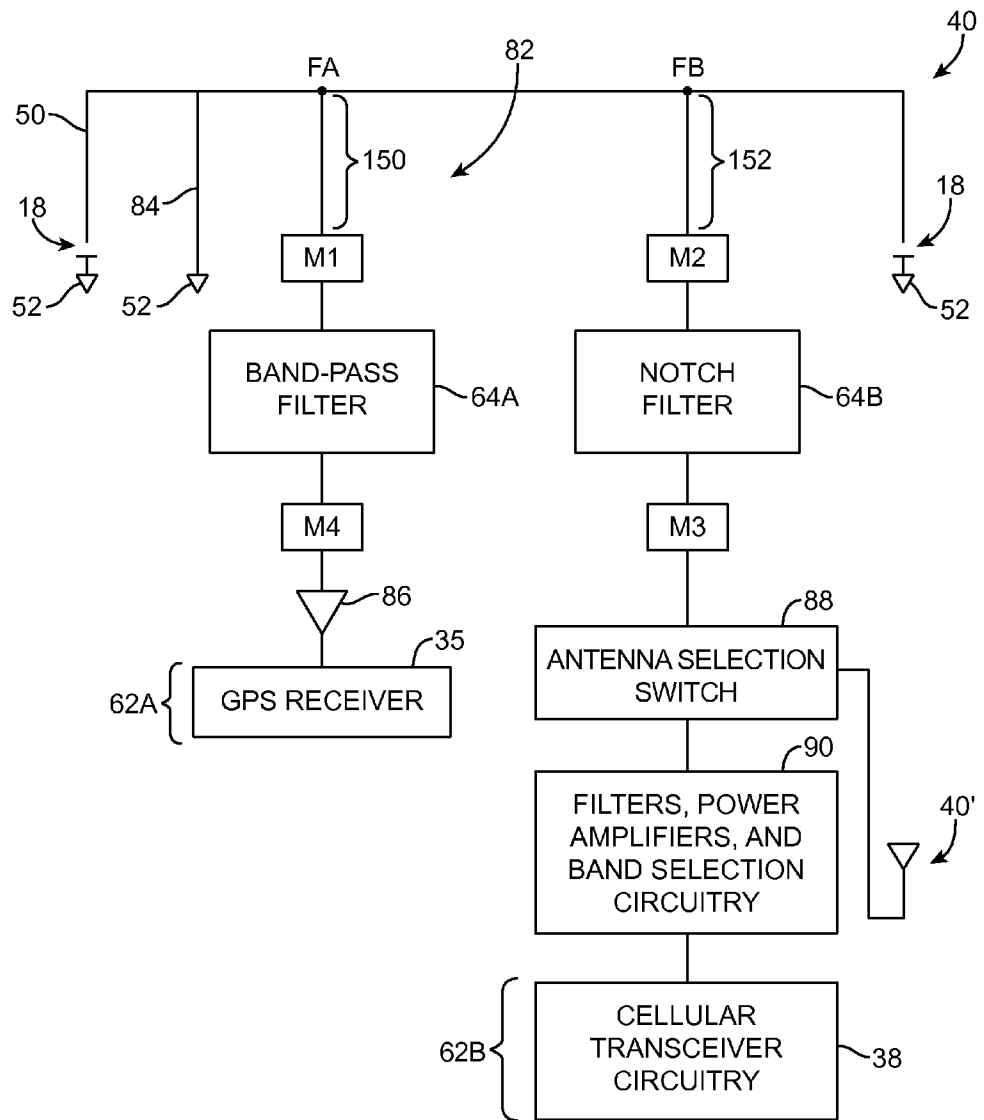 40
FA
82
FB
50
150
152
84
18
18
M1
M2
52
52
52
BAND-PASS
FILTER
64A
NOTCH
FILTER
64B
M4
M3
86
88
35
ANTENNA SELECTION
SWITCH
62A
GPS RECEIVER
90
FILTERS, POWER
AMPLIFIERS, AND
BAND SELECTION
CIRCUITRY
40'
CELLULAR
TRANSCEIVER
CIRCUITRY
62B
38